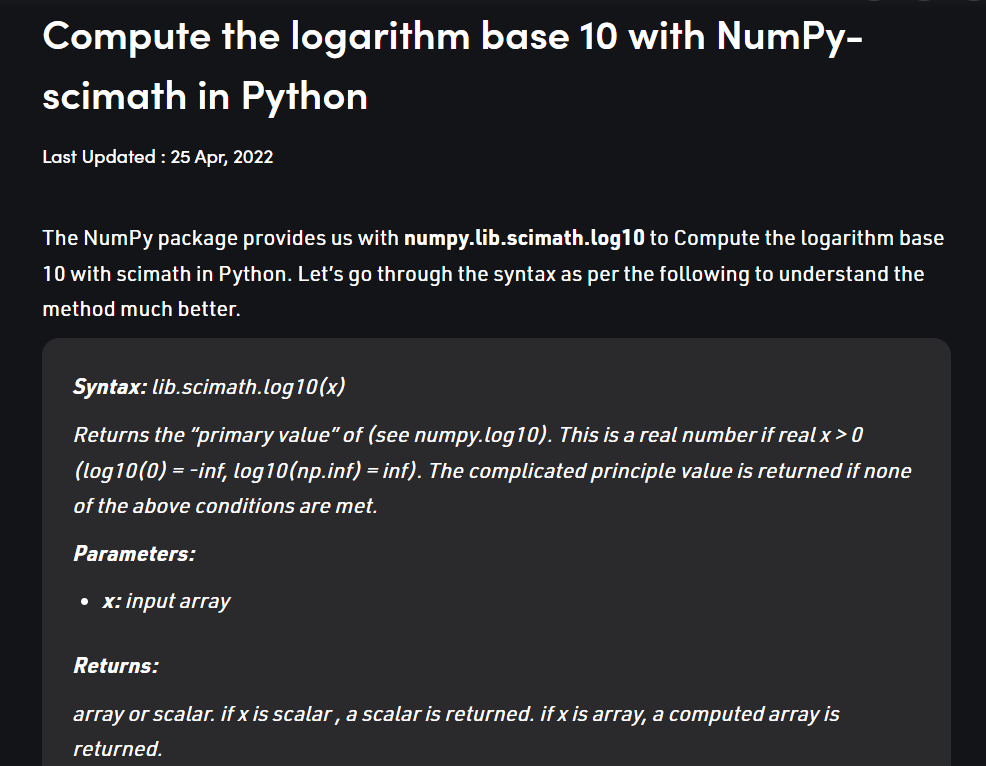 Compute the logarithm base 10 with NumPy-
scimath in Python
Last Updated : 25 Apr, 2022
The NumPy package provides us with numpy.lib.scimath.log10 to Compute the logarithm base
10 with scimath in Python. Let’s go through the syntax as per the following to understand the
method much better.
Syntax: lib.scimath.log10(x)
Returns the “primary value” of (see numpy.log10). This is a real number if real x > 0
(log10(0) = -inf, log10(np.inf) = inf). The complicated principle value is returned if none
of the above conditions are met.
Parameters:
• x: input array
Returns:
array or scalar. if x is scalar , a scalar is returned. if x is array, a computed array is
returned.